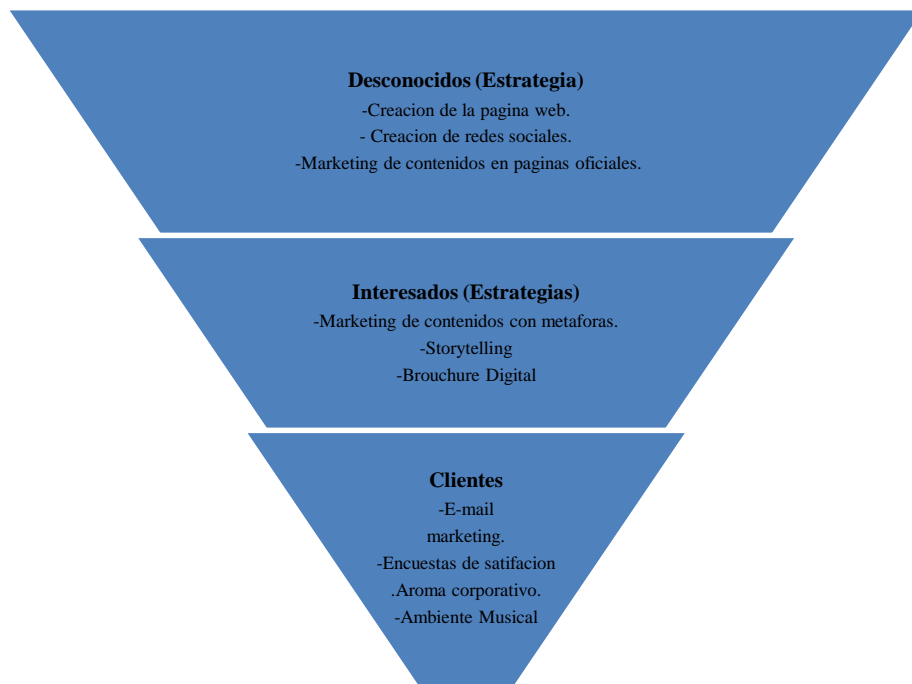 Desconocidos (Estrategia)
-Creacion de la pagina web.
- Creacion de redes sociales.
-Marketing de contenidos en paginas oficiales.
Interesados (Estrategias)
-Marketing de contenidos con metaforas.
-Storytelling
-Brouchure Digital
Clientes
-E-mail
marketing.
-Encuestas de satifacion
.Aroma corporativo.
-Ambiente Musical